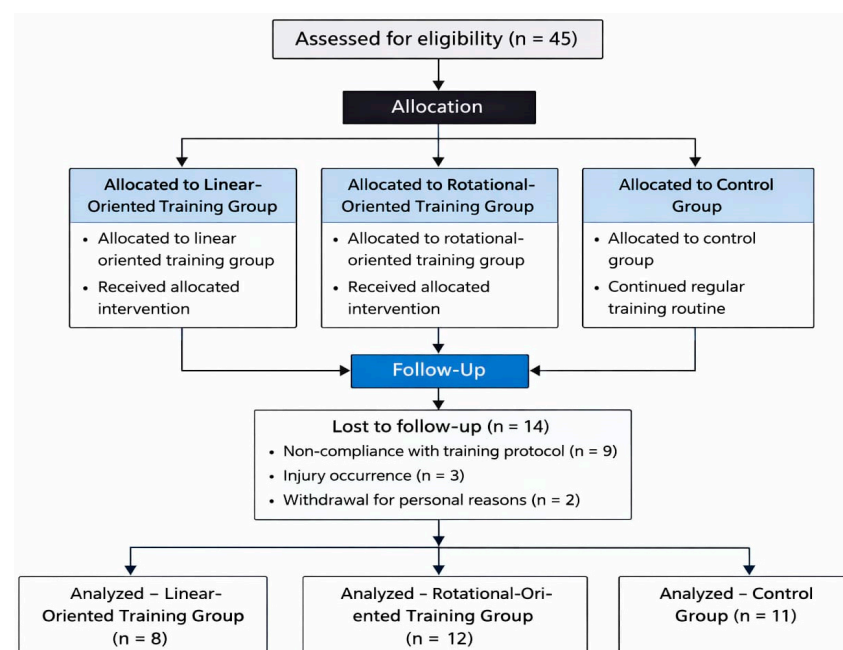 Assessed for eligibility (n = 45)
Allocation
Allocated to Linear-
Oriented Training Group
• Allocated to linear
oriented training group
• Received allocated
intervention
Allocated to Rotational-
Oriented Training Group
• Allocated to rotational-
oriented training group
• Received allocated
intervention
Allocated to Control
Group
• Allocated to control
group
• Continued regular
training routine
Follow-Up
Lost to follow-up (n = 14)
• Non-compliance with training protocol (n = 9)
• Injury occurrence (n = 3)
• Withdrawal for personal reasons (n = 2)
Analyzed – Linear-
Oriented Training Group
(n = 8)
Analyzed – Rotational-Ori-
ented Training Group
(n = 12)
Analyzed – Control
Group (n = 11)